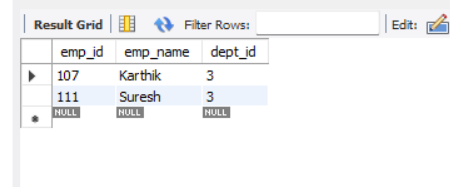 Result Grid Filter Rows: Edit:
emp_id emp_name dept_id
107 Karthik 3
111 Suresh 3
NULL NULL NULL